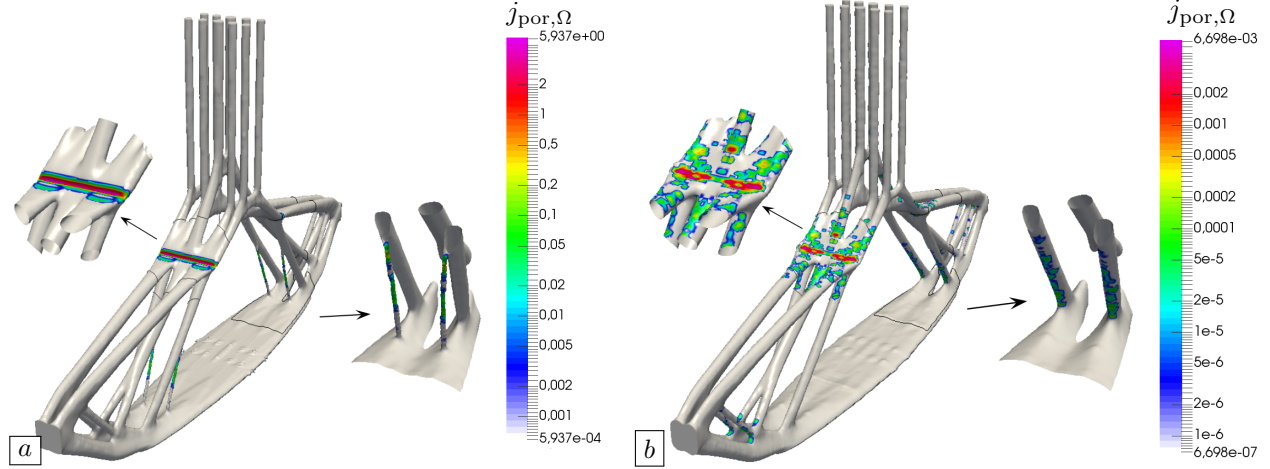 j_por,Ω
5,937e+00
2
1
0,5
0,2
0,1
0,05
0,02
0,01
0,005
0,002
0,001
5,937e-04
a
j_por,Ω
6,698e-03
0,002
0,001
0,0005
0,0002
0,0001
5e-5
2e-5
1e-5
5e-6
2e-6
1e-6
6,698e-07
b